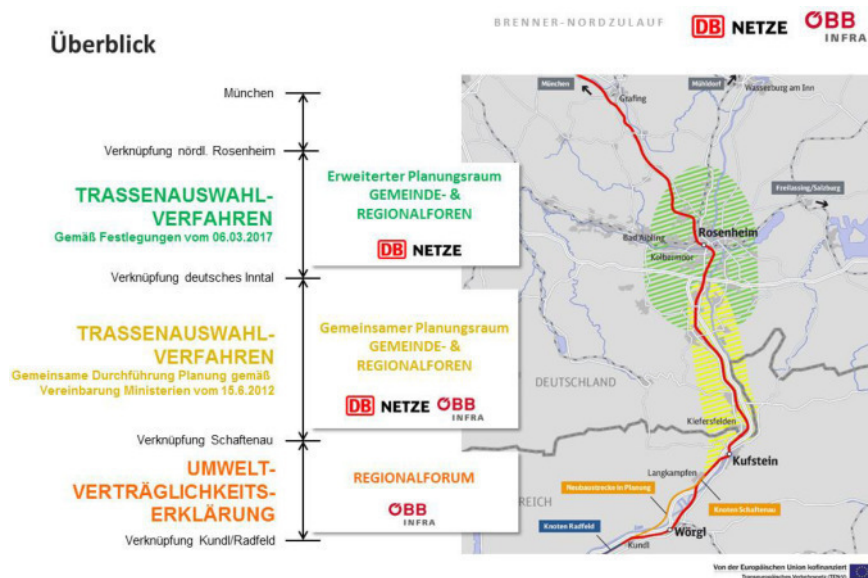 BRENNER-NORDZULAUF
DB NETZE
ÖBB
INFRA
Überblick
München
Verknüpfung nördl. Rosenheim
TRASSENAUSWAHL-
VERFAHREN
Gemäß Festlegungen vom 06.03.2017
Erweiterter Planungsraum
GEMEINDE- &
REGIONALFOREN
DB NETZE
Verknüpfung deutsches Inntal
TRASSENAUSWAHL-
VERFAHREN
Gemeinsame Durchführung Planung gemäß
Vereinbarung Ministerien vom 15.6.2012
Gemeinsamer Planungsraum
GEMEINDE- &
REGIONALFOREN
DB NETZE ÖBB
INFRA
Verknüpfung Schaftenau
UMWELT-
VERTRÄGLICHKEITS-
ERKLÄRUNG
REGIONALFORUM
ÖBB
INFRA
Verknüpfung Kundl/Radfeld
München
Mühldorf
Wasserburg am Inn
Grafing
Freilassing/Salzburg
Rosenheim
Bad Aibling
Kolbermoor
DEUTSCHLAND
Kiefersfelden
Kufstein
Langkampfen
Neubaustrecke in Planung
REICH
Knoten Schaftenau
Knoten Radfeld
Wörgl
Kundl
Von der Europäischen Union kofinanziert
Transeuropäisches Verkehrsnetz (TEN-V)